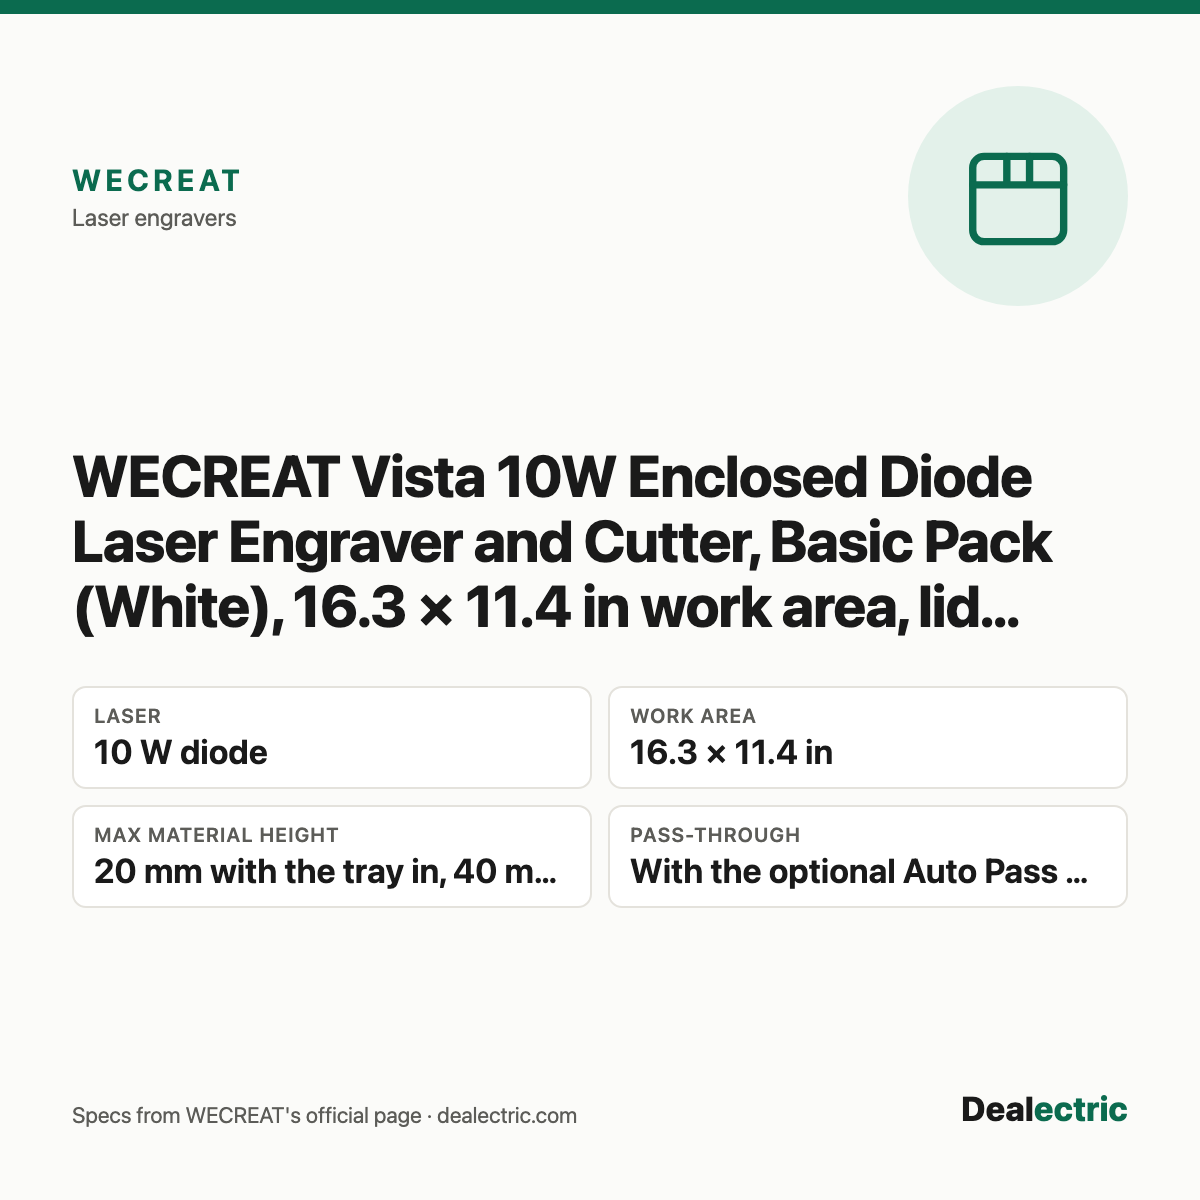 WECREAT
Laser engravers
WECREAT Vista 10W Enclosed Diode
Laser Engraver and Cutter, Basic Pack
(White), 16.3 × 11.4 in work area, lid...
LASER
10 W diode
WORK AREA
16.3 × 11.4 in
MAX MATERIAL HEIGHT
20 mm with the tray in, 40 m...
PASS-THROUGH
With the optional Auto Pass ...
Specs from WECREAT's official page · dealectric.com
Dealectric